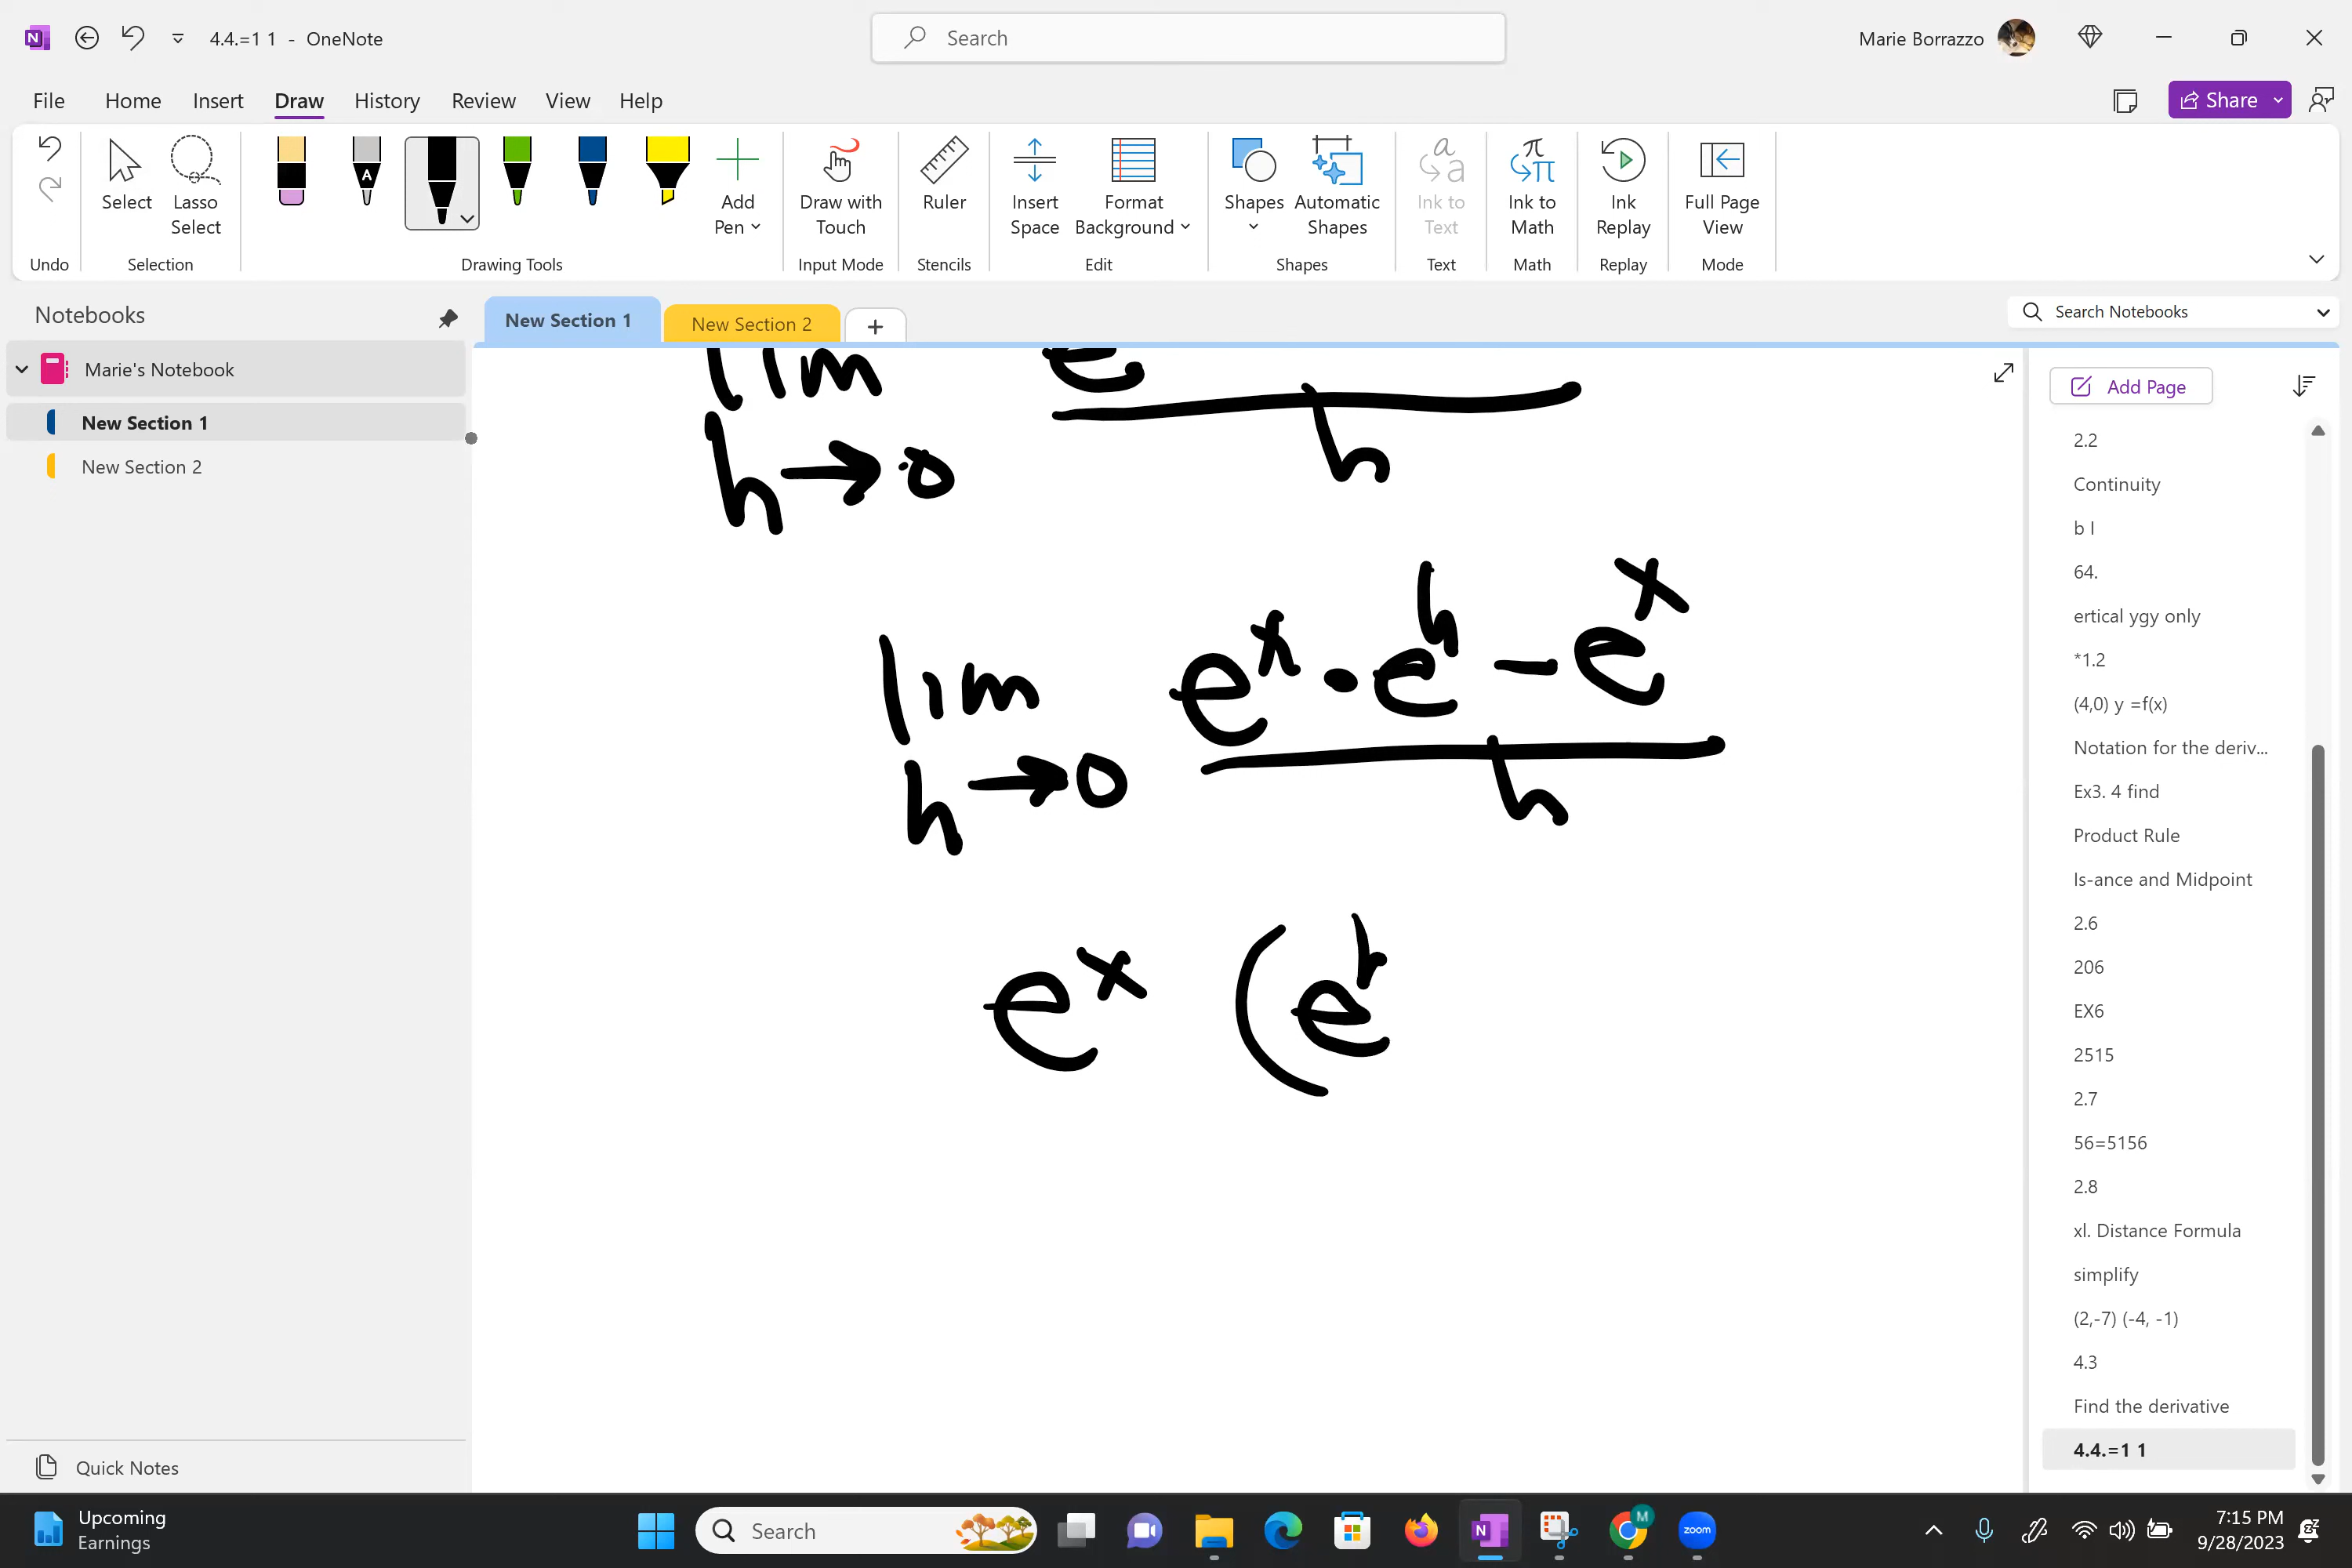 4.4.=1 1 - OneNote
Search
Marie Borrazzo
File Home Insert Draw History Review View Help
Share
Select
Lasso Select
Add Pen
Draw with Touch
Ruler
Insert Space
Format Background
Shapes
Automatic Shapes
Ink to Text
Ink to Math
Ink Replay
Full Page View
Undo
Selection
Drawing Tools
Input Mode
Stencils
Edit
Shapes
Text
Math
Replay
Mode
Notebooks
New Section 1
New Section 2
+
Search Notebooks
Marie's Notebook
New Section 1
New Section 2
Quick Notes
lim e
h→0 h
lim e^x · e^h − e^x
h→0 h
e^x (e^h
Add Page
2.2
Continuity
b I
64.
ertical ygy only
*1.2
(4,0) y =f(x)
Notation for the deriv...
Ex3. 4 find
Product Rule
Is-ance and Midpoint
2.6
206
EX6
2515
2.7
56=5156
2.8
xl. Distance Formula
simplify
(2,-7) (-4, -1)
4.3
Find the derivative
4.4.=1 1
Upcoming
Earnings
Search
zoom
7:15 PM
9/28/2023